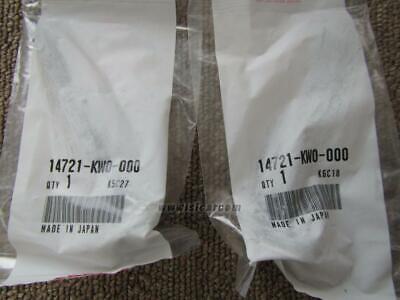 14721-KW0-000
QTY 1 K5C27
MADE IN JAPAN
14721-KW0-000
QTY 1 K5C18
MADE IN JAPAN